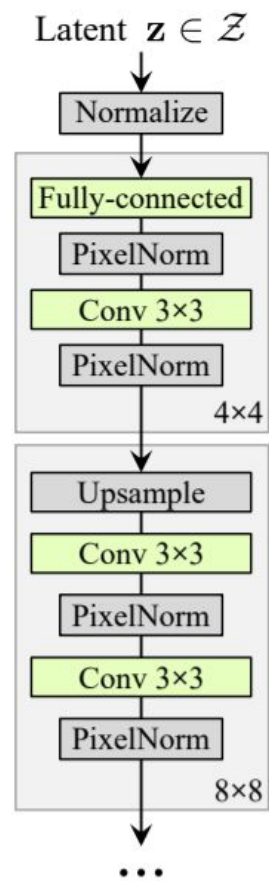 Latent z ∈ 𝒵
Normalize
Fully-connected
PixelNorm
Conv 3×3
PixelNorm
4×4
Upsample
Conv 3×3
PixelNorm
Conv 3×3
PixelNorm
8×8
...